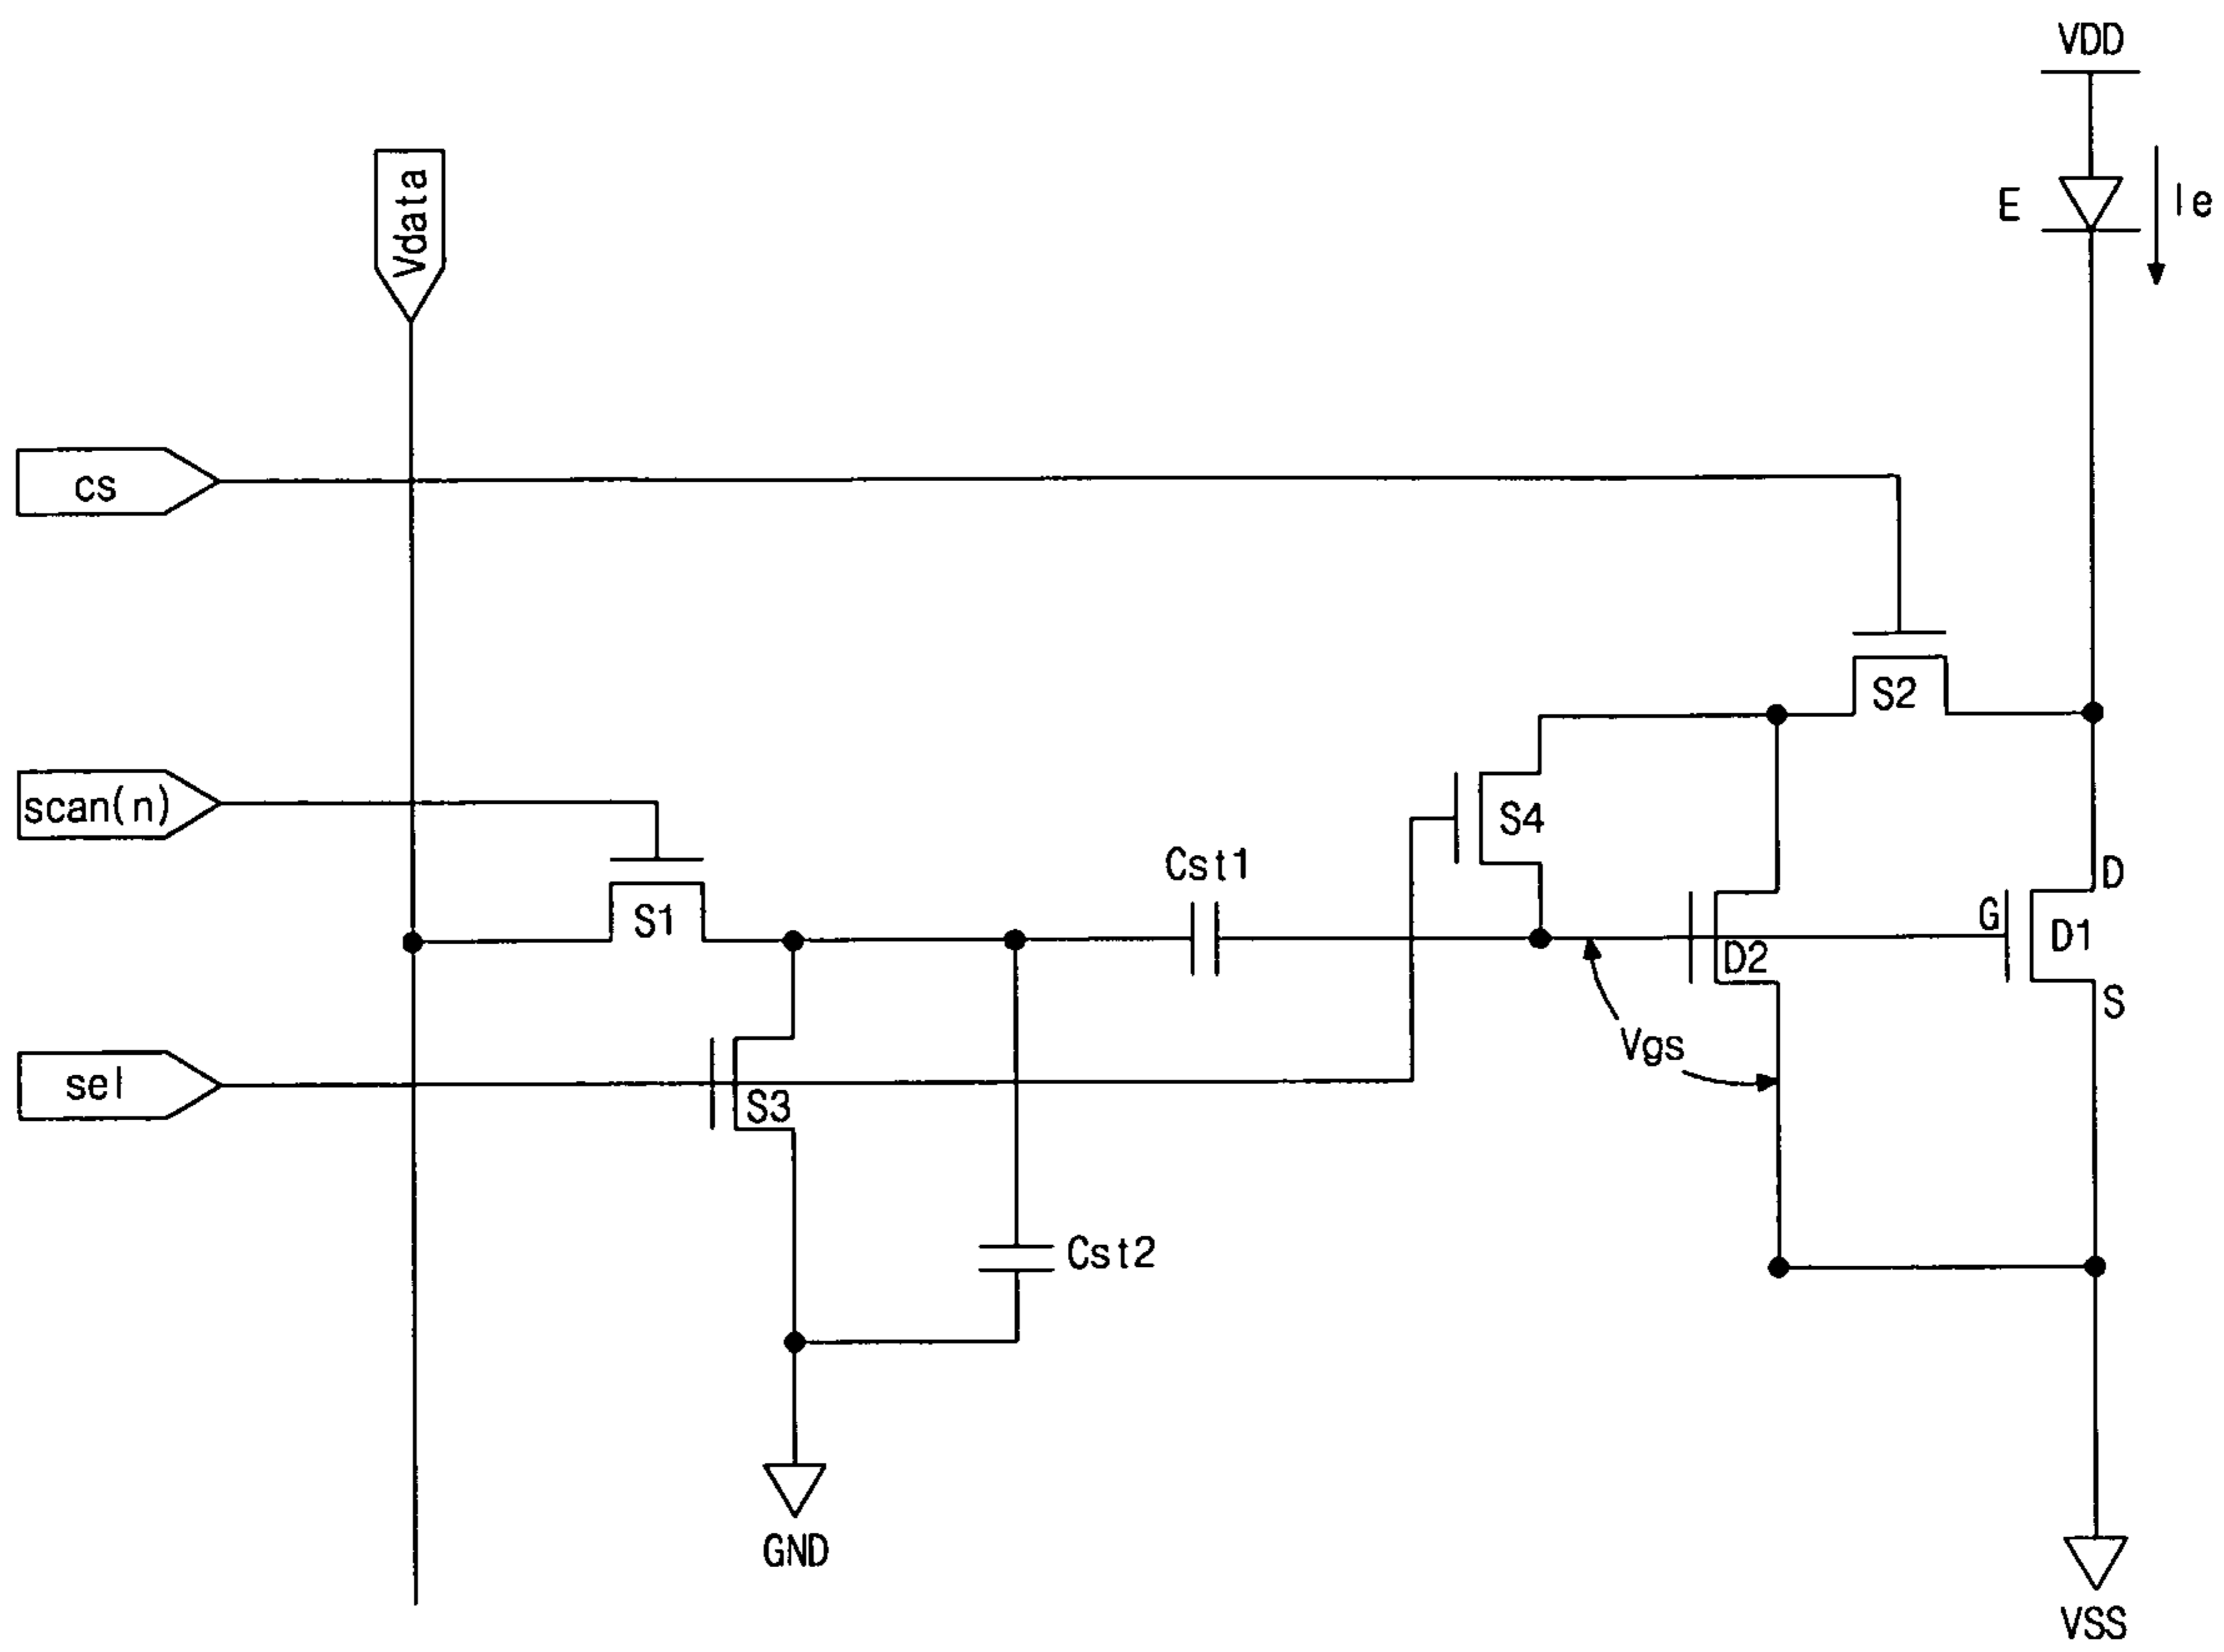 VDD
Vdata
E
Ie
cs
S2
scan(n)
S4
Cst1
D
G
S1
D1
D2
S
Vgs
sel
S3
Cst2
GND
VSS